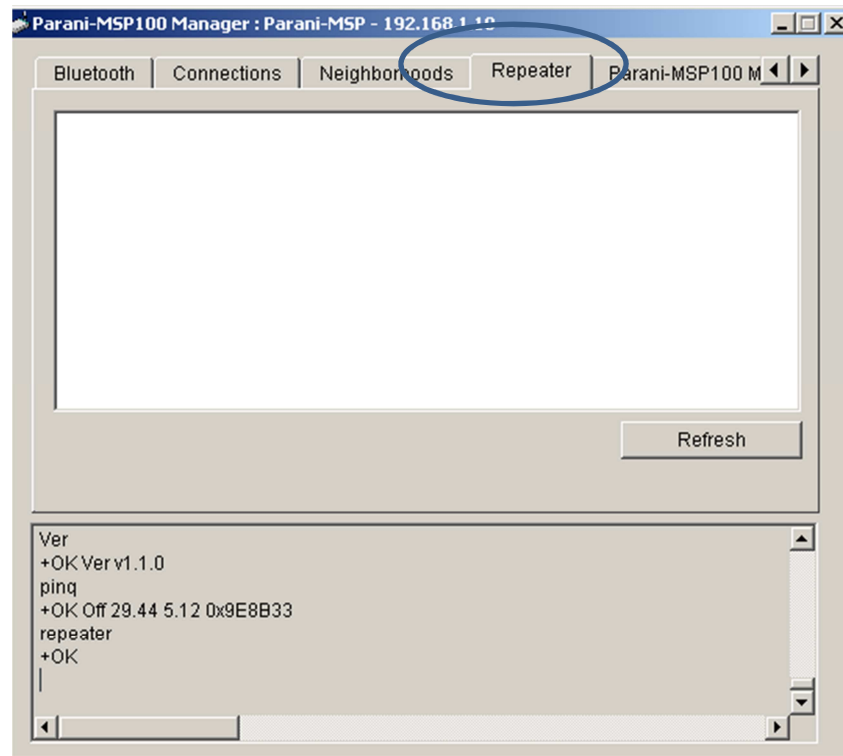 Parani-MSP100 Manager : Parani-MSP - 192.168.1.10
Bluetooth Connections Neighborhoods Repeater Parani-MSP100 M
Refresh
Ver
+OK Ver v1.1.0
pinq
+OK Off 29.44 5.12 0x9E8B33
repeater
+OK